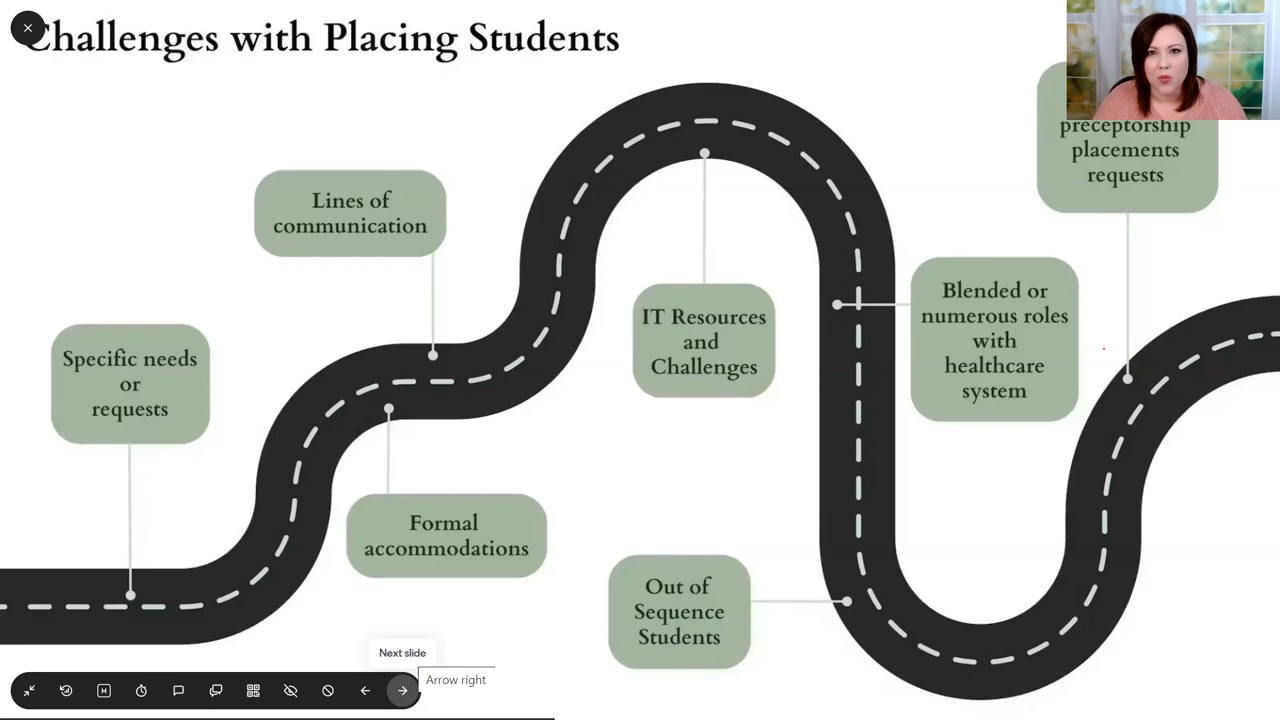 Challenges with Placing Students
preceptorship
placements
requests
Lines of
communication
Blended or
numerous roles
with
healthcare
system
IT Resources
and
Challenges
Specific needs
or
requests
Formal
accommodations
Out of
Sequence
Students
Next slide
Arrow right